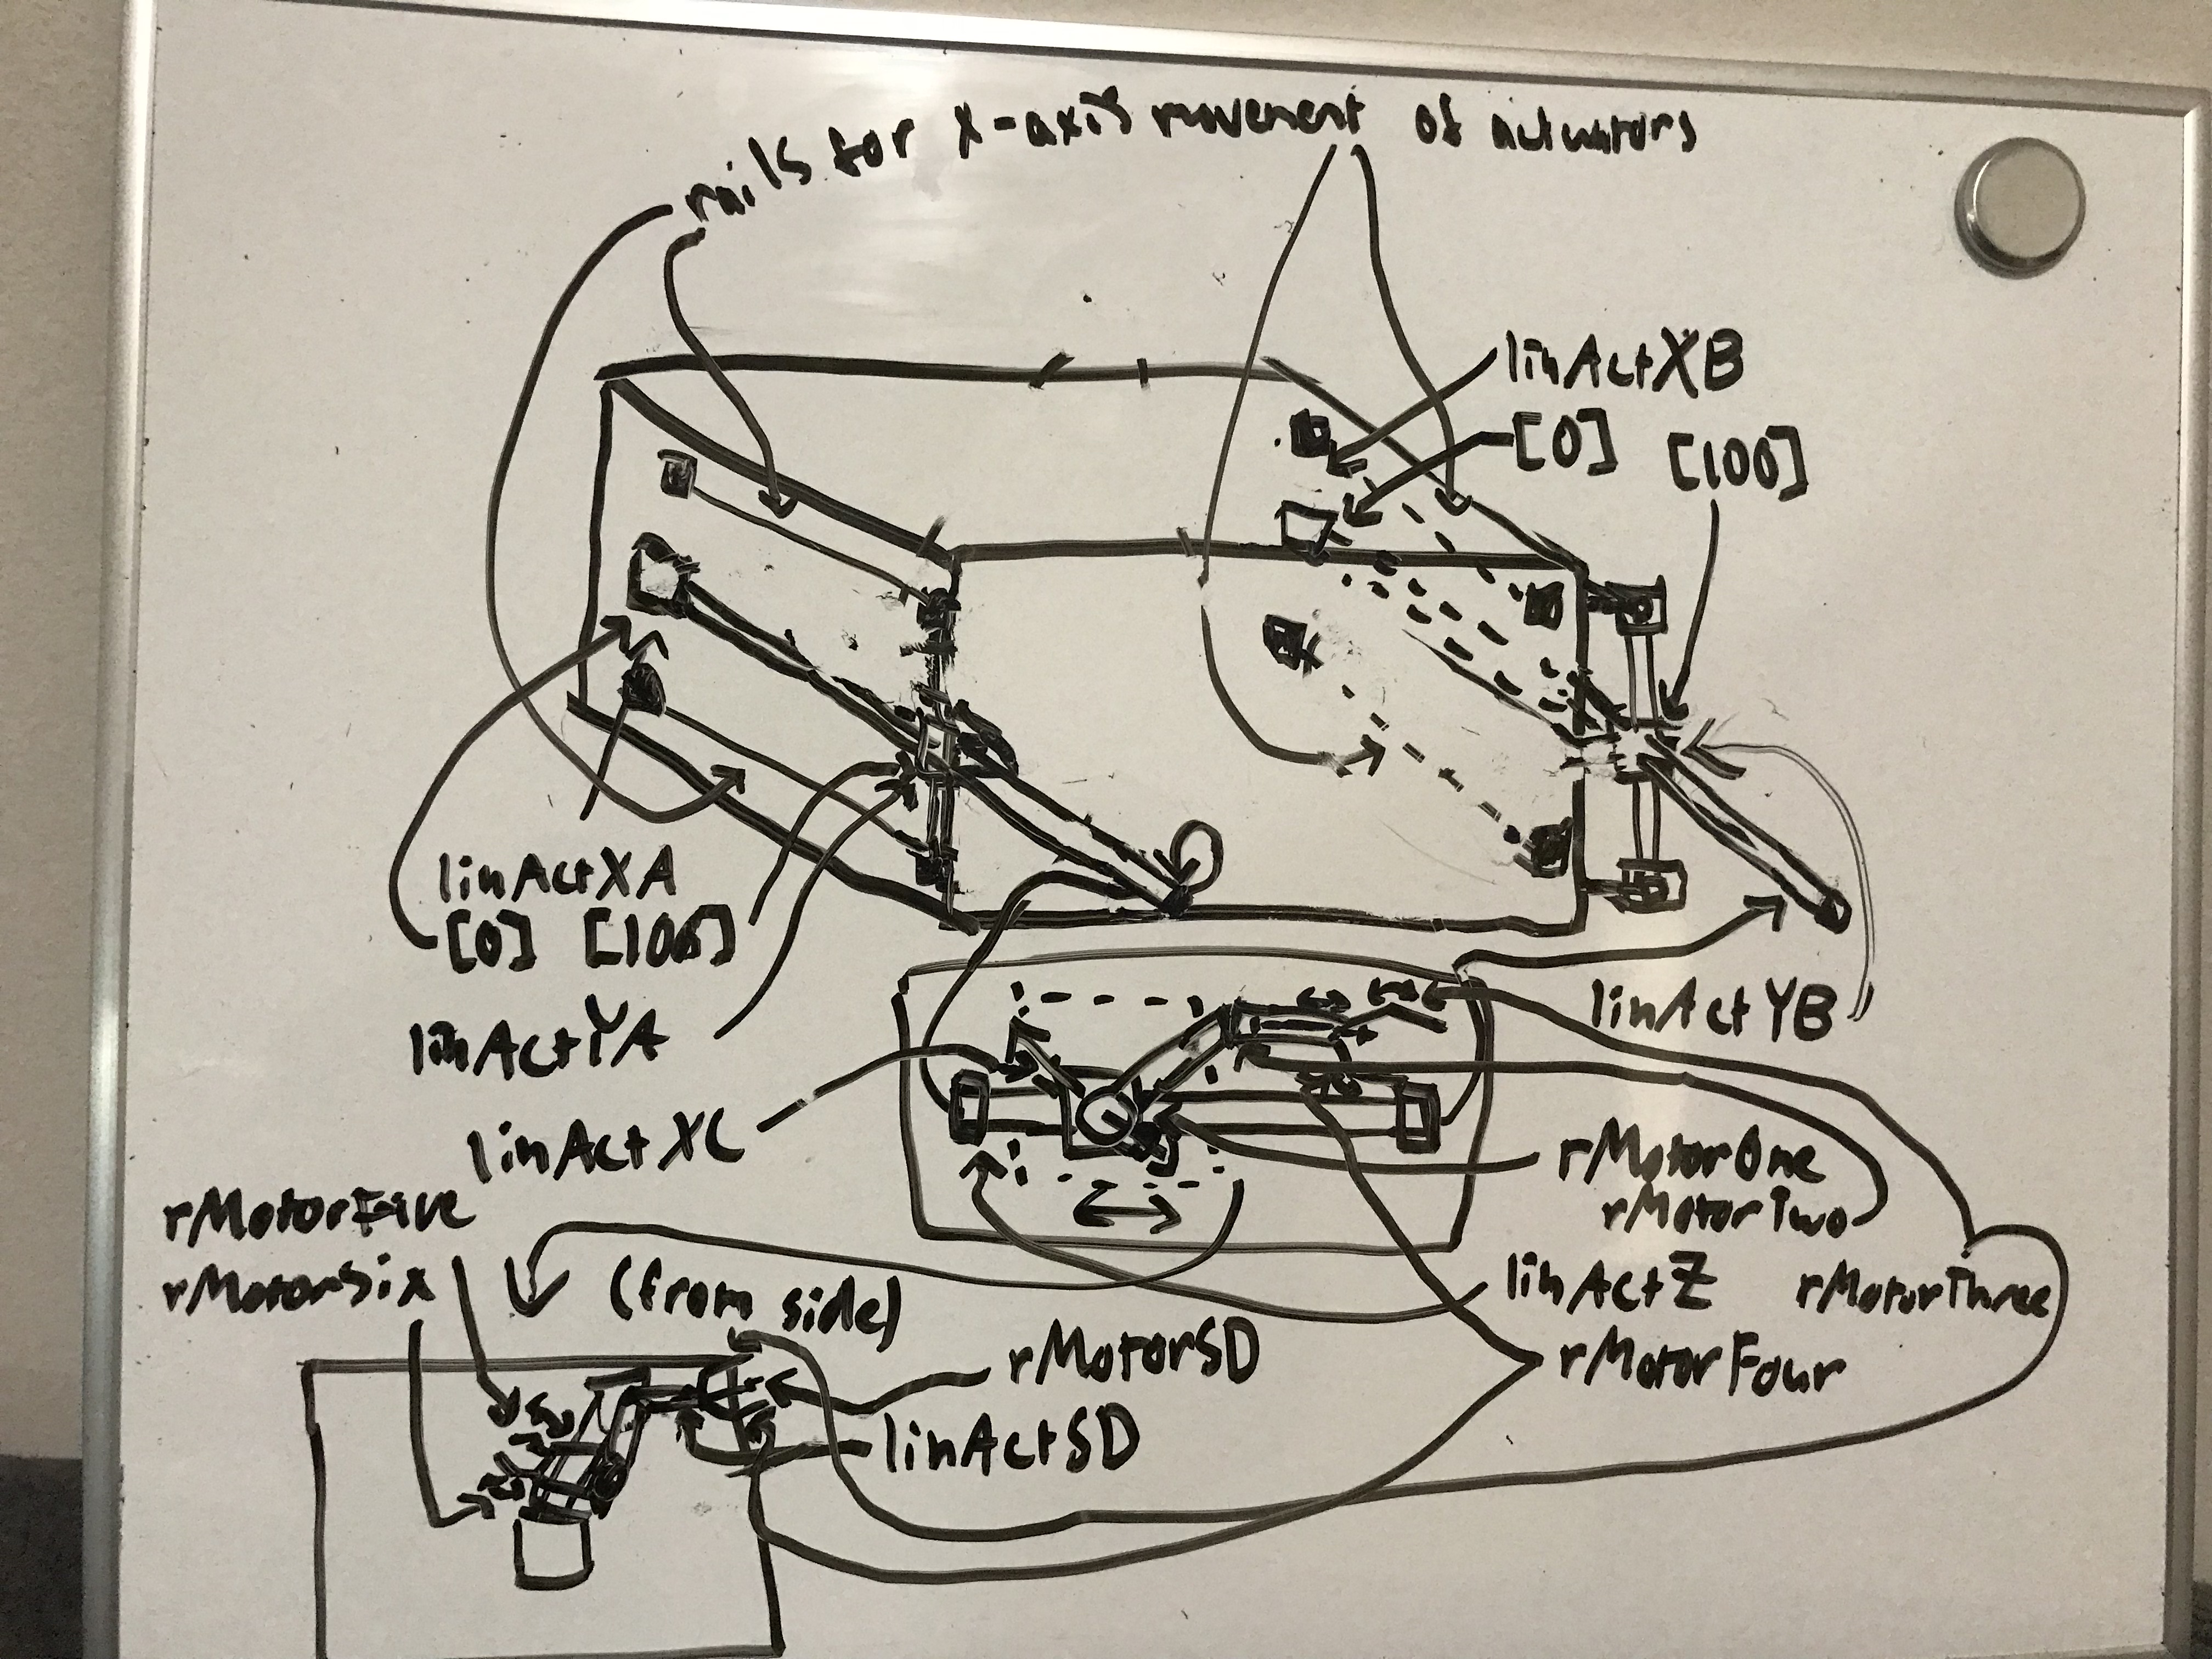 rails for x-axis movement of actuators
linActXB
[0] [100]
linActXA
[0] [100]
linActYA
linActYB
linActXC
rMotorOne
rMotorTwo
rMotorFive
rMotorSix
(from side)
linActZ
rMotorThree
rMotorSD
rMotorFour
linActSD